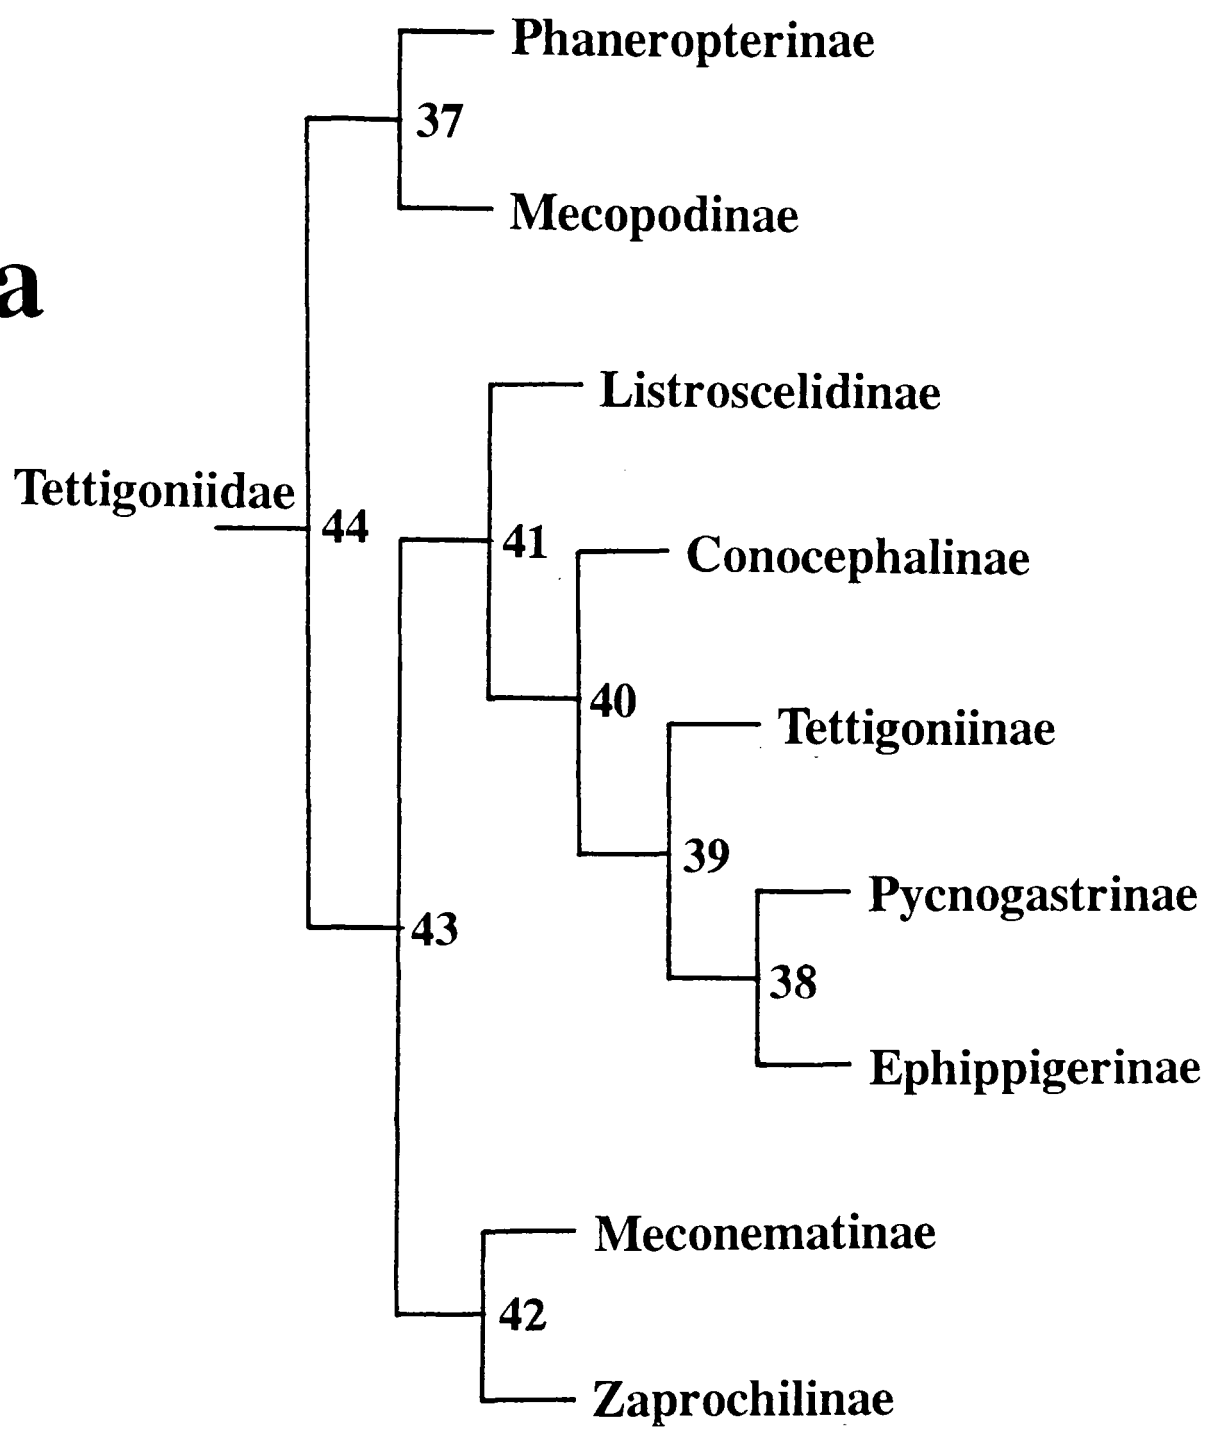 Phaneropterinae
37
Mecopodinae
a
Listroscelidinae
Tettigoniidae
44
41
Conocephalinae
40
Tettigoniinae
39
Pycnogastrinae
43
38
Ephippigerinae
Meconematinae
42
Zaprochilinae